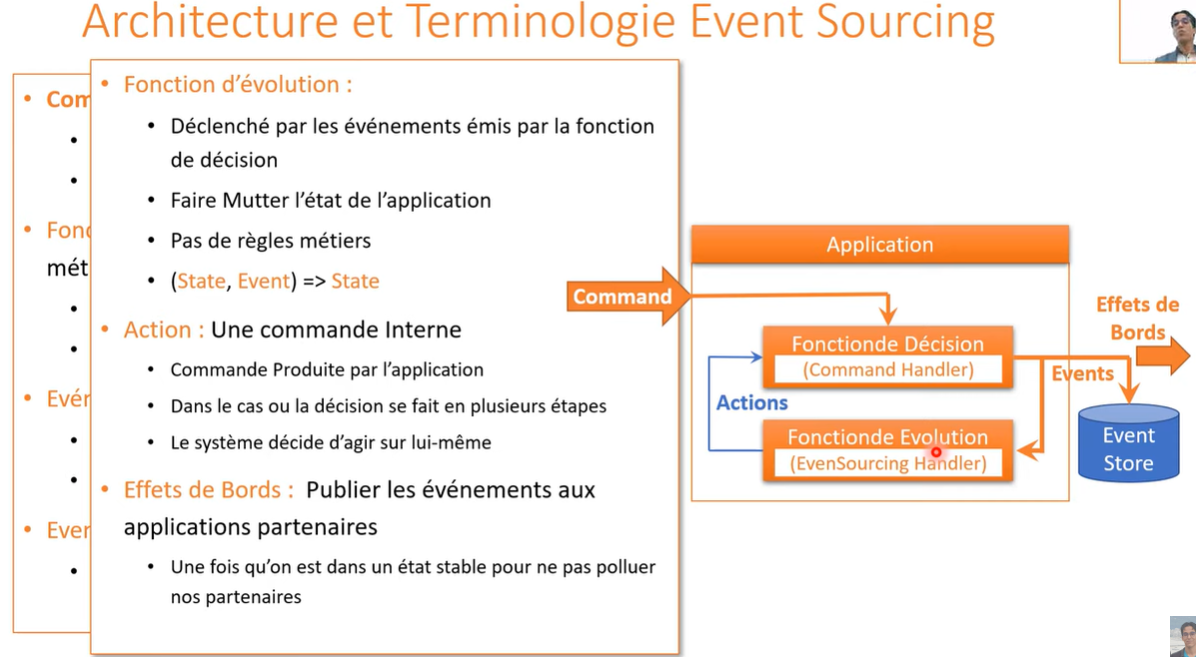 Architecture et Terminologie Event Sourcing
• Com
• Fonc
mét
• Evér
• Ever
• Fonction d’évolution :
• Déclenché par les événements émis par la fonction
de décision
• Faire Mutter l’état de l’application
• Pas de règles métiers
• (State, Event) => State
• Action : Une commande Interne
• Commande Produite par l’application
• Dans le cas ou la décision se fait en plusieurs étapes
• Le système décide d’agir sur lui-même
• Effets de Bords : Publier les événements aux
applications partenaires
• Une fois qu’on est dans un état stable pour ne pas polluer
nos partenaires
Application
Command
Fonctionde Décision
(Command Handler)
Effets de
Bords
Events
Actions
Fonctionde Evolution
(EvenSourcing Handler)
Event
Store